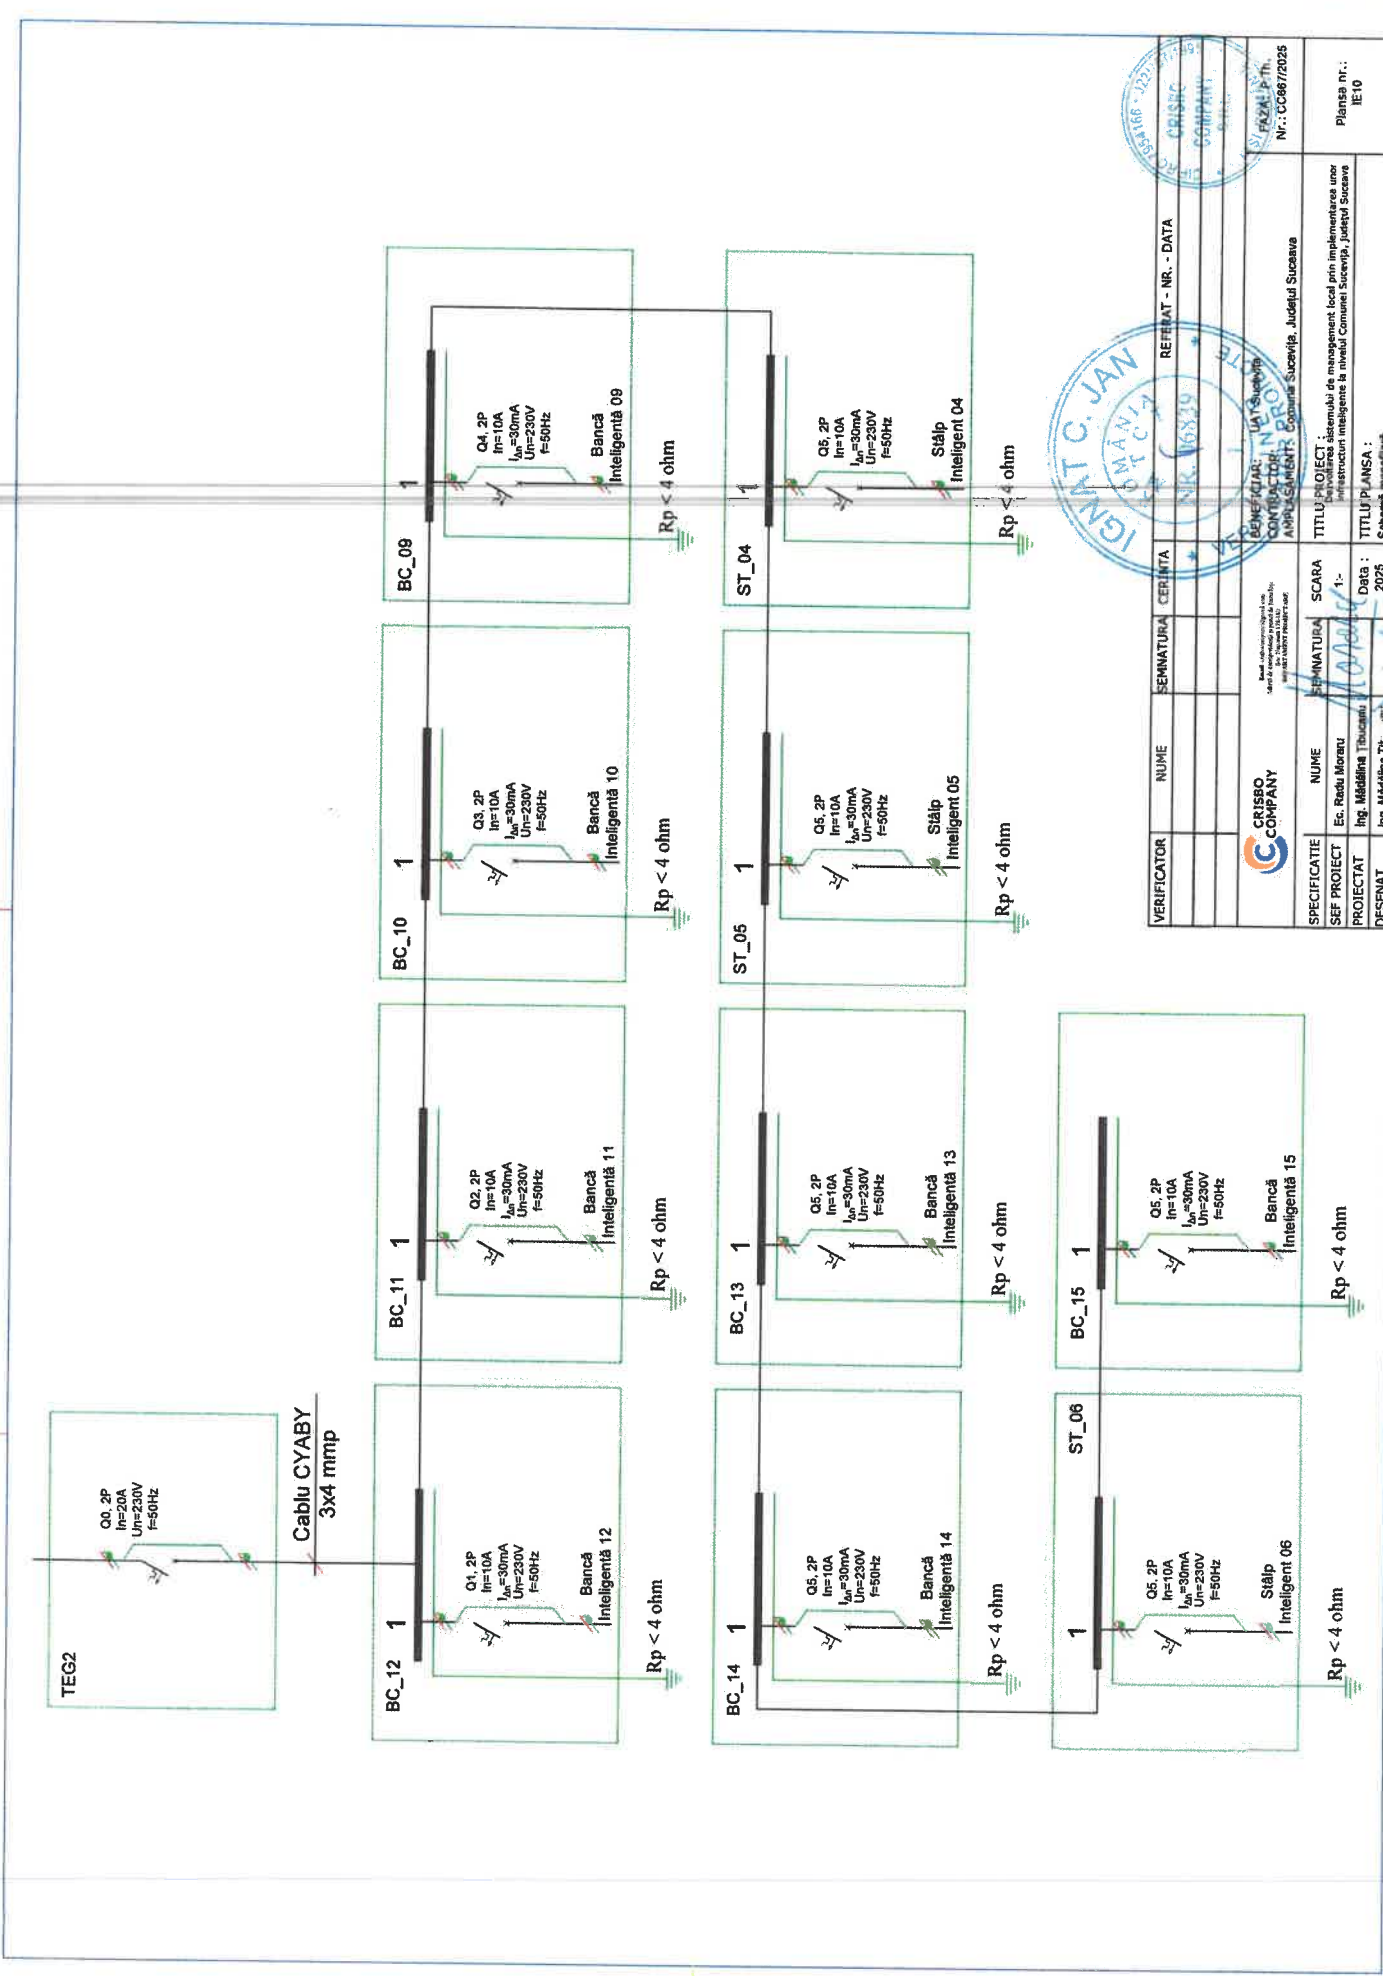 TEG2
Q0, 2P
In=20A
Un=230V
f=50Hz
Cablu CYABY
3x4 mmp
BC_12
1
Q1, 2P
In=10A
IΔn=30mA
Un=230V
f=50Hz
Bancă
Inteligentă 12
Rp < 4 ohm
BC_11
1
Q2, 2P
In=10A
IΔn=30mA
Un=230V
f=50Hz
Bancă
Inteligentă 11
Rp < 4 ohm
BC_10
1
Q3, 2P
In=10A
IΔn=30mA
Un=230V
f=50Hz
Bancă
Inteligentă 10
Rp < 4 ohm
BC_09
1
Q4, 2P
In=10A
IΔn=30mA
Un=230V
f=50Hz
Bancă
Inteligentă 09
Rp < 4 ohm
BC_14
1
Q5, 2P
In=10A
IΔn=30mA
Un=230V
f=50Hz
Bancă
Inteligentă 14
Rp < 4 ohm
BC_13
1
Q5, 2P
In=10A
IΔn=30mA
Un=230V
f=50Hz
Bancă
Inteligentă 13
Rp < 4 ohm
ST_05
1
Q5, 2P
In=10A
IΔn=30mA
Un=230V
f=50Hz
Stâlp
Inteligent 05
Rp < 4 ohm
ST_04
1
Q5, 2P
In=10A
IΔn=30mA
Un=230V
f=50Hz
Stâlp
Inteligent 04
Rp < 4 ohm
ST_06
1
Q5, 2P
In=10A
IΔn=30mA
Un=230V
f=50Hz
Stâlp
Inteligent 06
Rp < 4 ohm
BC_15
1
Q5, 2P
In=10A
IΔn=30mA
Un=230V
f=50Hz
Bancă
Inteligentă 15
Rp < 4 ohm
VERIFICATOR NUME SEMNATURA CERINTA REFERAT - NR. - DATA
IGNAT C. JAN
ROMÂNIA
NR. 06839
CRISBO
COMPANY
CRISBO
COMPANY
BENEFICIAR: UAT Sucevița
CONTRACTOR:
AMPLASAMENT: Comuna Sucevița, Județul Suceava
FAZA: P.Th.
Nr.: CC667/2025
SPECIFICATIE NUME SEMNATURA SCARA
1:-
SEF PROIECT Ec. Radu Moraru
PROIECTAT Ing. Mădălina Tibucanu
DESENAT
Data :
2025
TITLU PROIECT :
Dezvoltarea sistemului de management local prin implementarea unor
infrastructuri inteligente la nivelul Comunei Sucevița, Județul Suceava
TITLU PLANSA :
Plansa nr.:
IE10